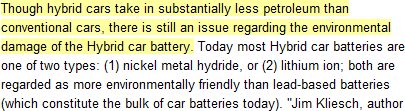 Though hybrid cars take in substantially less petroleum than
conventional cars, there is still an issue regarding the environmental
damage of the Hybrid car battery. Today most Hybrid car batteries are
one of two types: (1) nickel metal hydride, or (2) lithium ion; both are
regarded as more environmentally friendly than lead-based batteries
(which constitute the bulk of car batteries today). "Jim Kliesch, author